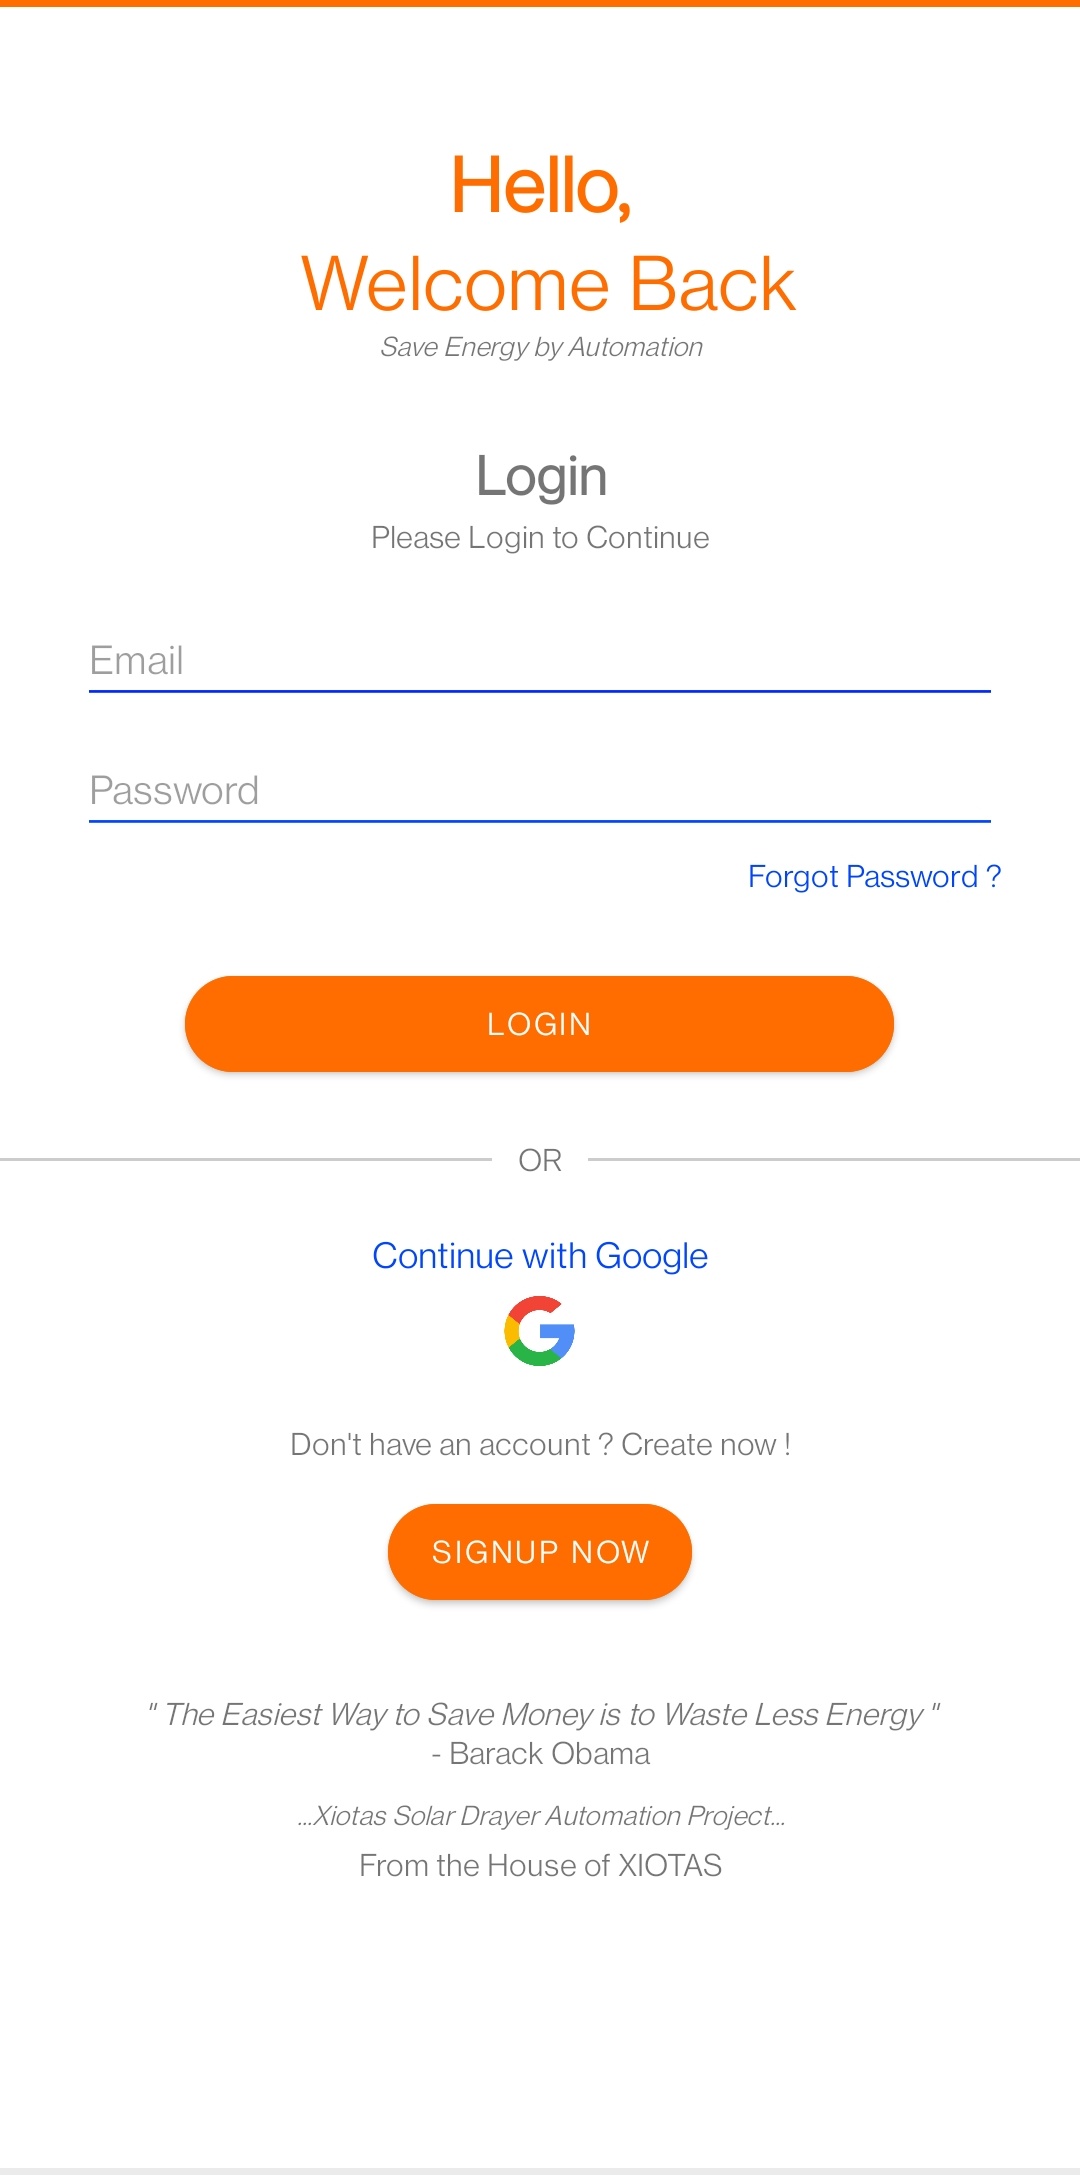 Hello,
Welcome Back
Save Energy by Automation
Login
Please Login to Continue
Email
Password
Forgot Password ?
LOGIN
OR
Continue with Google
Don't have an account ? Create now !
SIGNUP NOW
" The Easiest Way to Save Money is to Waste Less Energy "
- Barack Obama
...Xiotas Solar Drayer Automation Project...
From the House of XIOTAS